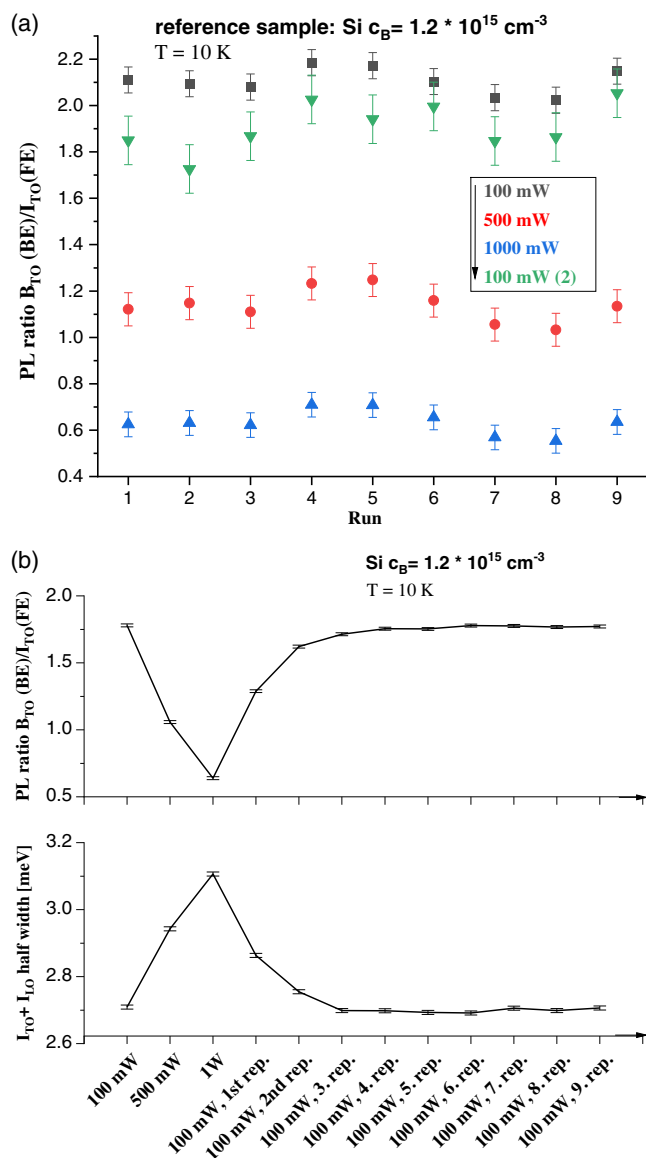 (a)
reference sample: Si c_B= 1.2 * 10^15 cm^-3
T = 10 K
2.2
2.0
1.8
1.6
1.4
1.2
1.0
0.8
0.6
0.4
PL ratio B_TO (BE)/I_TO(FE)
100 mW
500 mW
1000 mW
100 mW (2)
1 2 3 4 5 6 7 8 9
Run
(b)
Si c_B= 1.2 * 10^15 cm^-3
T = 10 K
2.0
1.5
1.0
0.5
PL ratio B_TO (BE)/I_TO(FE)
3.2
3.0
2.8
2.6
I_TO+ I_LO half width [meV]
100 mW
500 mW
1W
100 mW, 1st rep.
100 mW, 2nd rep.
100 mW, 3. rep.
100 mW, 4. rep.
100 mW, 5. rep.
100 mW, 6. rep.
100 mW, 7. rep.
100 mW, 8. rep.
100 mW, 9. rep.